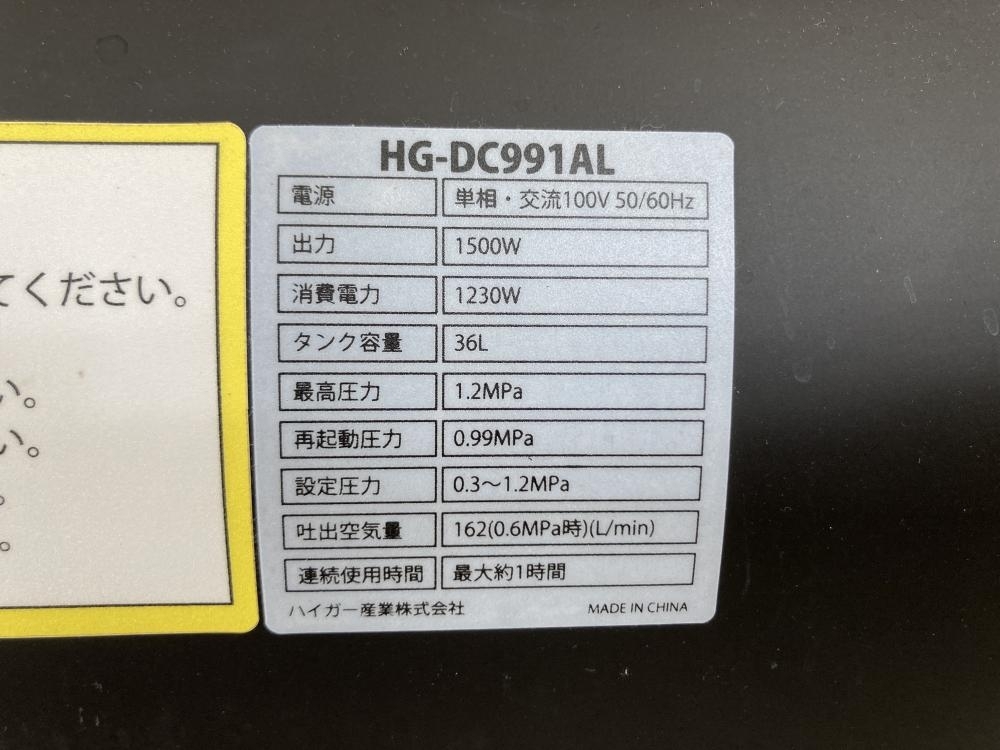 HG-DC991AL
電源 単相・交流100V 50/60Hz
出力 1500W
消費電力 1230W
タンク容量 36L
最高圧力 1.2MPa
再起動圧力 0.99MPa
設定圧力 0.3～1.2MPa
吐出空気量 162(0.6MPa時)(L/min)
連続使用時間 最大約1時間
ハイガー産業株式会社 MADE IN CHINA
てください。
い。
い。
。
。